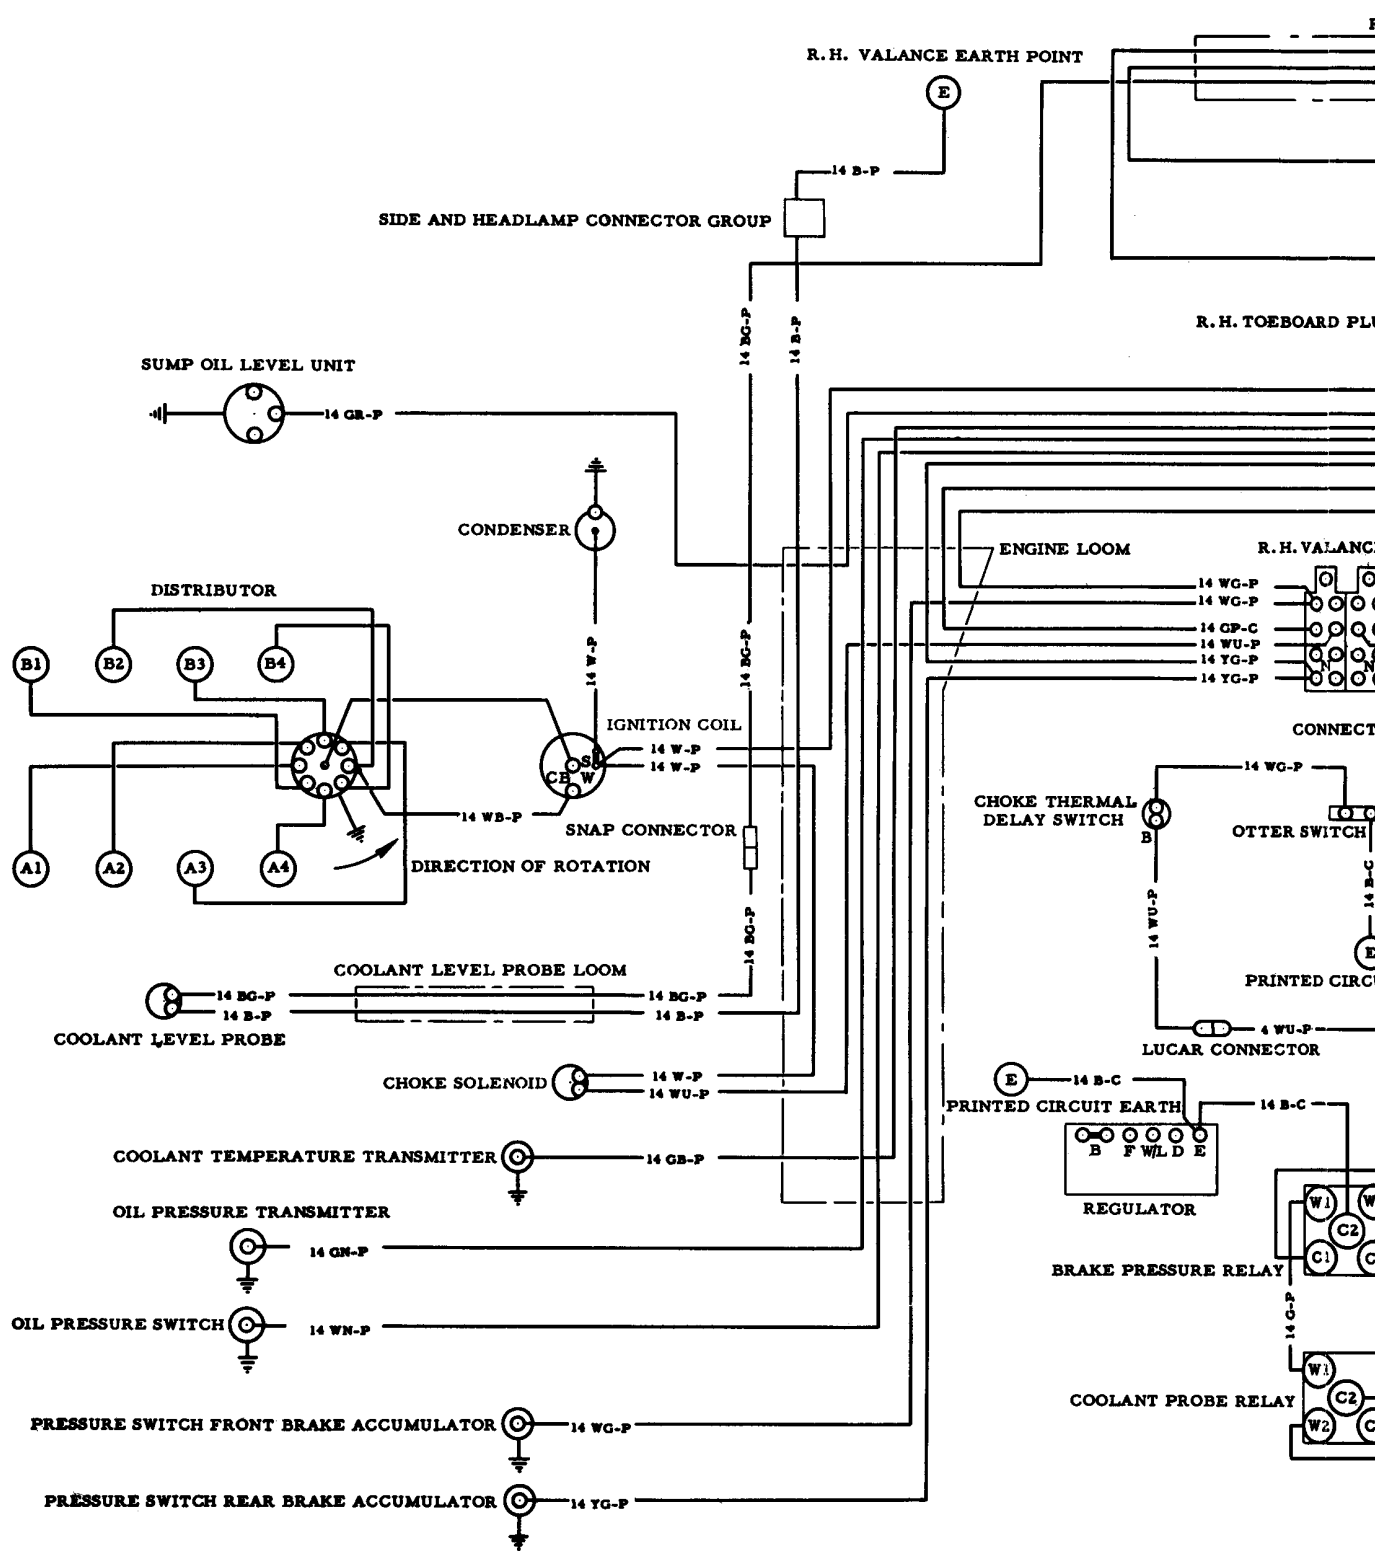 R.H. VALANCE EARTH POINT
E
14 B-P
SIDE AND HEADLAMP CONNECTOR GROUP
14 BG-P
14 B-P
R.H. TOEBOARD
SUMP OIL LEVEL UNIT
14 GR-P
CONDENSER
ENGINE LOOM
R.H. VALANC
14 WG-P
14 WG-P
14 GP-C
14 WU-P
14 YG-P
14 YG-P
N
N
DISTRIBUTOR
B1
B2
B3
B4
14 W-P
14 BG-P
IGNITION COIL
14 W-P
14 W-P
S
CB
W
CONNECT
14 WG-P
CHOKE THERMAL
DELAY SWITCH
B
OTTER SWITCH
14 WB-P
SNAP CONNECTOR
A1
A2
A3
A4
DIRECTION OF ROTATION
14 B-C
14 WU-P
14 BG-P
E
COOLANT LEVEL PROBE LOOM
14 BG-P
14 BG-P
14 B-P
14 B-P
COOLANT LEVEL PROBE
PRINTED CIRC
4 WU-P
LUCAR CONNECTOR
CHOKE SOLENOID
14 W-P
14 WU-P
E
14 B-C
PRINTED CIRCUIT EARTH
14 B-C
B F W/L D E
REGULATOR
COOLANT TEMPERATURE TRANSMITTER
14 GB-P
OIL PRESSURE TRANSMITTER
14 GN-P
W1
W
C2
C1
C
BRAKE PRESSURE RELAY
14 G-P
OIL PRESSURE SWITCH
14 WN-P
W1
C2
COOLANT PROBE RELAY
W2
C
PRESSURE SWITCH FRONT BRAKE ACCUMULATOR
14 WG-P
PRESSURE SWITCH REAR BRAKE ACCUMULATOR
14 YG-P